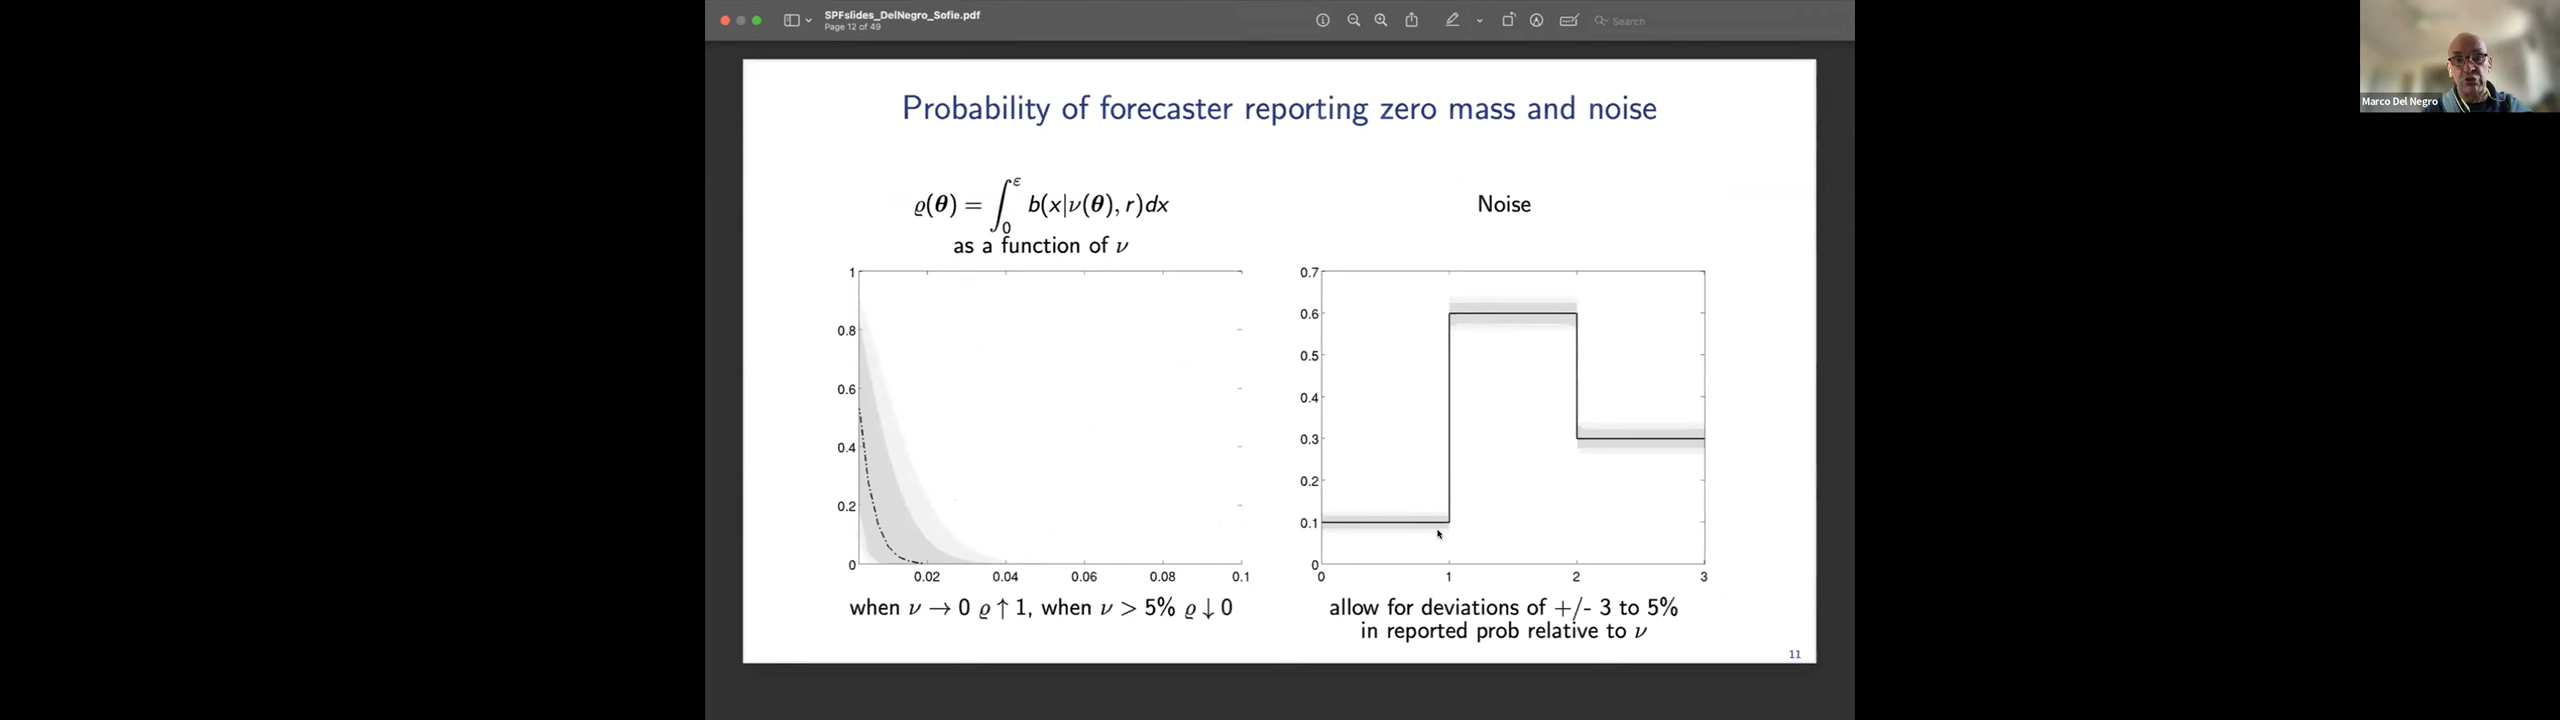 SPFslides_DelNegro_Sofie.pdf
Page 12 of 49
Search
Marco Del Negro
Probability of forecaster reporting zero mass and noise
ϱ(θ) = ∫₀^ε b(x|ν(θ), r)dx
as a function of ν
Noise
1
0.8
0.6
0.4
0.2
0
0.02 0.04 0.06 0.08 0.1
when ν → 0 ϱ ↑ 1, when ν > 5% ϱ ↓ 0
0.7
0.6
0.5
0.4
0.3
0.2
0.1
0
0 1 2 3
allow for deviations of +/- 3 to 5%
in reported prob relative to ν
11